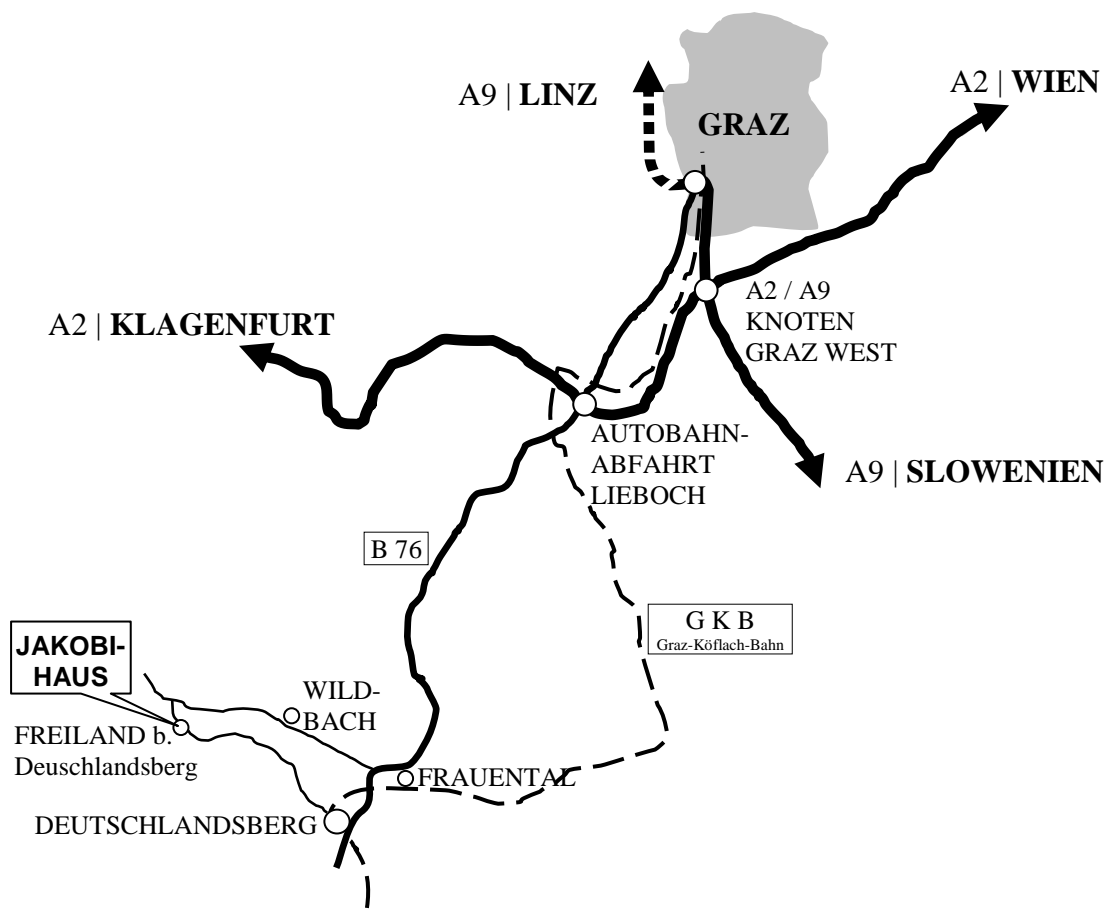 A9 | LINZ
A2 | WIEN
GRAZ
A2 / A9
KNOTEN
GRAZ WEST
A2 | KLAGENFURT
AUTOBAHN-
ABFAHRT
LIEBOCH
A9 | SLOWENIEN
B 76
G K B
Graz-Köflach-Bahn
JAKOBI-
HAUS
WILD-
BACH
FREILAND b.
Deuschlandsberg
FRAUENTAL
DEUTSCHLANDSBERG